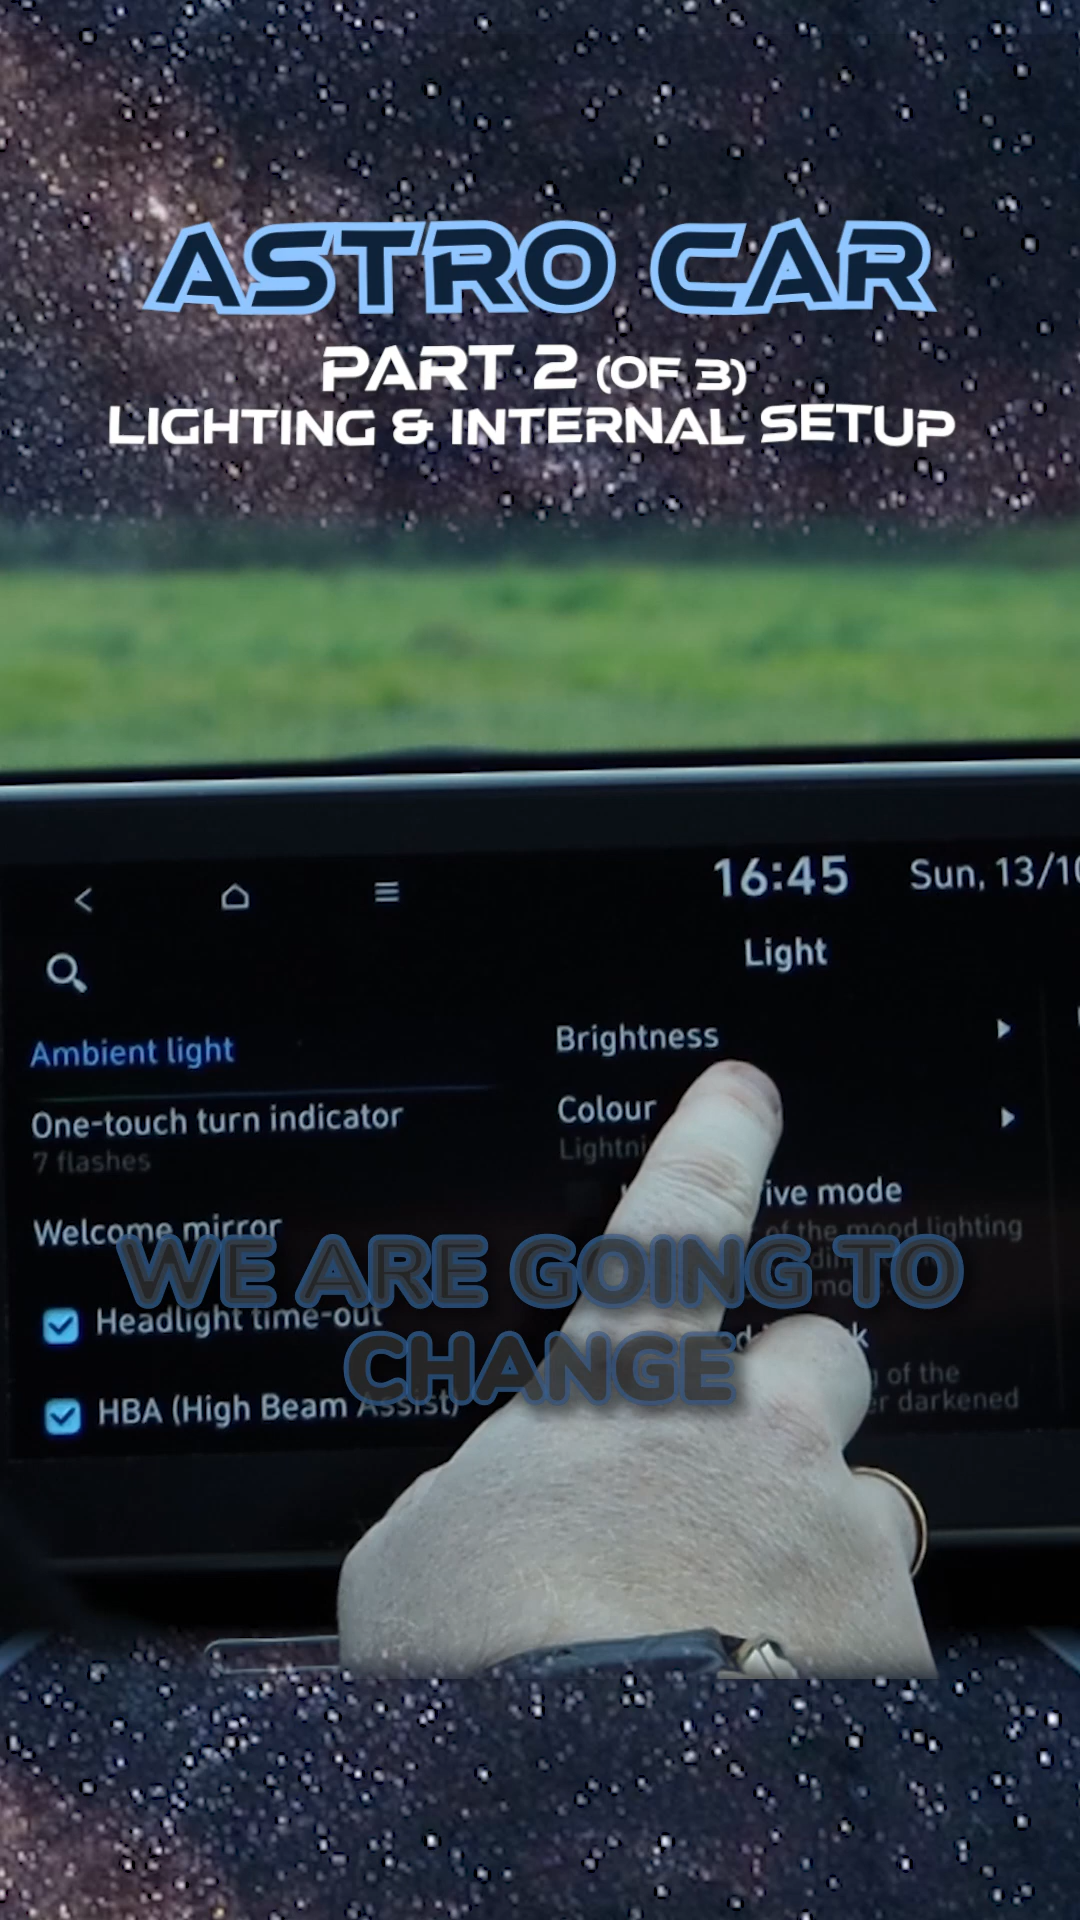 ASTRO CAR
PART 2 (OF 3)
LIGHTING & INTERNAL SETUP
16:45 Sun, 13/10
Light
Ambient light
One-touch turn indicator
7 flashes
Welcome mirror
Headlight time-out
HBA (High Beam Assist)
Brightness
Colour
mode
of the mood lighting
of the
darkened
WE ARE GOING TO
CHANGE